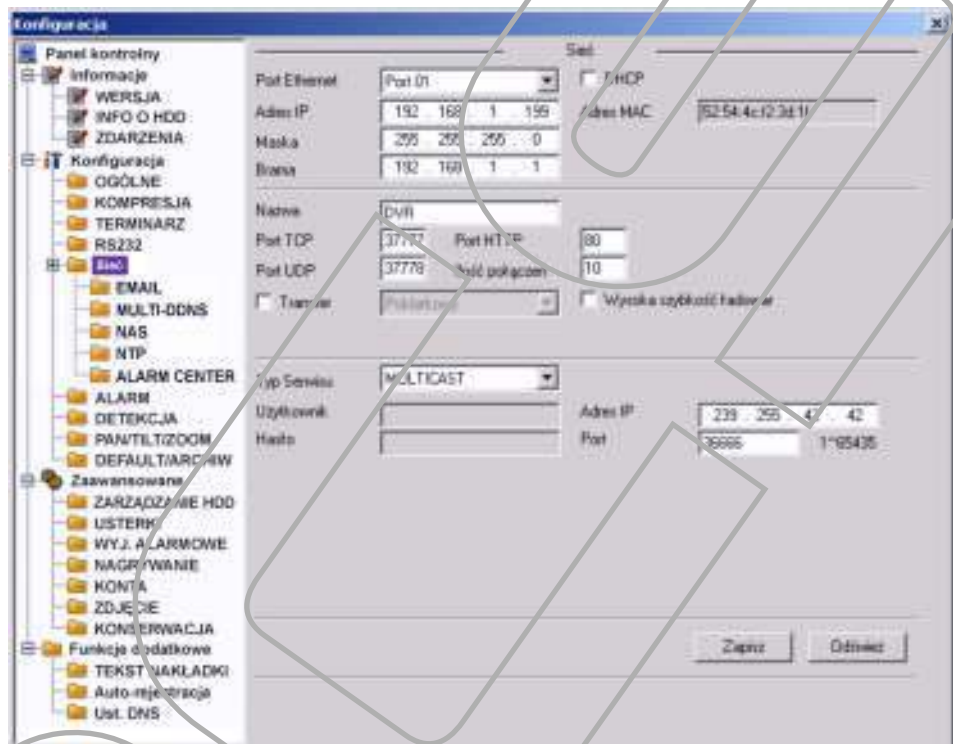 Konfiguracja
Panel kontrolny
Informacje
WERSJA
INFO O HDD
ZDARZENIA
Konfiguracja
OGÓLNE
KOMPRESJA
TERMINARZ
RS232
Sieć
EMAIL
MULTI-DDNS
NAS
NTP
ALARM CENTER
ALARM
DETEKCJA
PAN/TILT/ZOOM
DEFAULT/ARCHIW
Zaawansowane
ZARZĄDZANIE HDD
USTERKI
WYJ. ALARMOWE
NAGRYWANIE
KONTA
ZDJĘCIE
KONSERWACJA
Funkcje dodatkowe
TEKST NAKŁADKI
Auto-rejestracja
Ust. DNS
Sieć
Port Ethernet Port 01 DHCP
Adres IP 192 . 168 . 1 . 199 Adres MAC
Maska 255 . 255 . 255 . 0
Brama 192 . 168 . 1 . 1
Nazwa DVR
Port TCP 37777 Port HTTP 80
Port UDP 37778 Ilość połączeń 10
Transfer Wysoka szybkość ładowar
Typ Serwisu MULTICAST
Użytkownik Adres IP 239 . 255 . 42 . 42
Hasło Port 36666 1~65435
Zapisz Odśwież